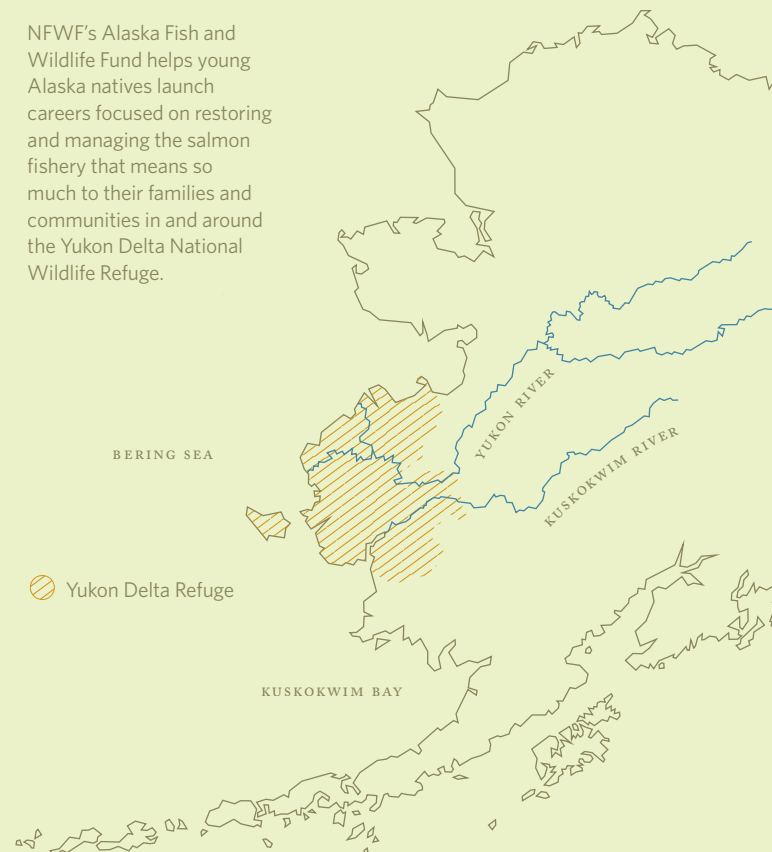 NFWF’s Alaska Fish and
Wildlife Fund helps young
Alaska natives launch
careers focused on restoring
and managing the salmon
fishery that means so
much to their families and
communities in and around
the Yukon Delta National
Wildlife Refuge.
YUKON RIVER
BERING SEA
KUSKOKWIM RIVER
Yukon Delta Refuge
KUSKOKWIM BAY